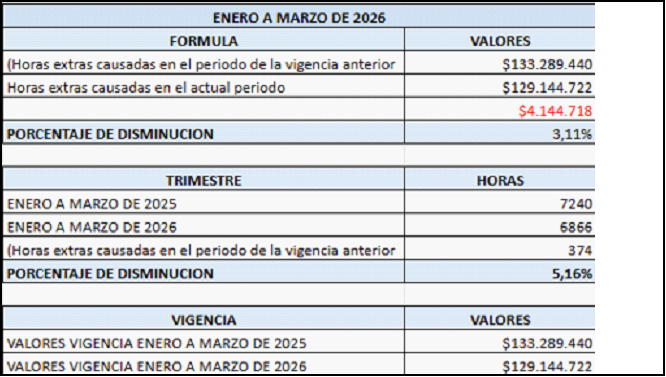 ENERO A MARZO DE 2026
FORMULA VALORES
(Horas extras causadas en el periodo de la vigencia anterior $133.289.440
Horas extras causadas en el actual periodo $129.144.722
$4.144.718
PORCENTAJE DE DISMINUCION 3,11%
TRIMESTRE HORAS
ENERO A MARZO DE 2025 7240
ENERO A MARZO DE 2026 6866
(Horas extras causadas en el periodo de la vigencia anterior 374
PORCENTAJE DE DISMINUCION 5,16%
VIGENCIA VALORES
VALORES VIGENCIA ENERO A MARZO DE 2025 $133.289.440
VALORES VIGENCIA ENERO A MARZO DE 2026 $129.144.722